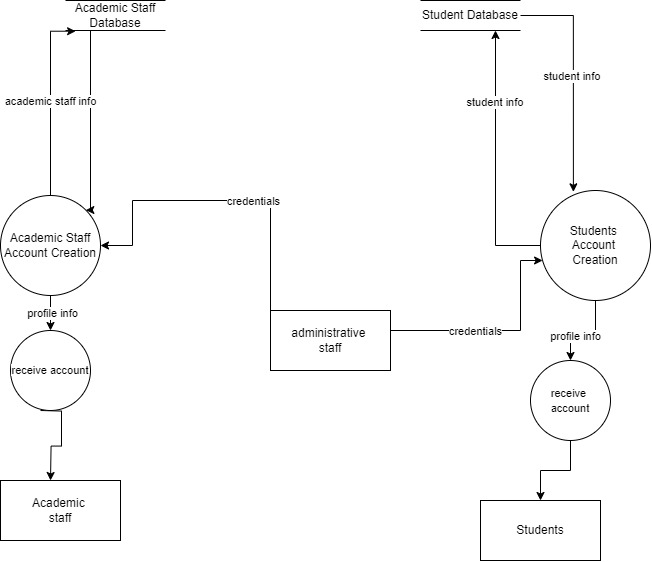 Academic Staff
Database
Student Database
student info
academic staff info
student info
credentials
Academic Staff
Account Creation
Students
Account
Creation
profile info
administrative
staff
credentials
profile info
receive account
receive
account
Academic
staff
Students